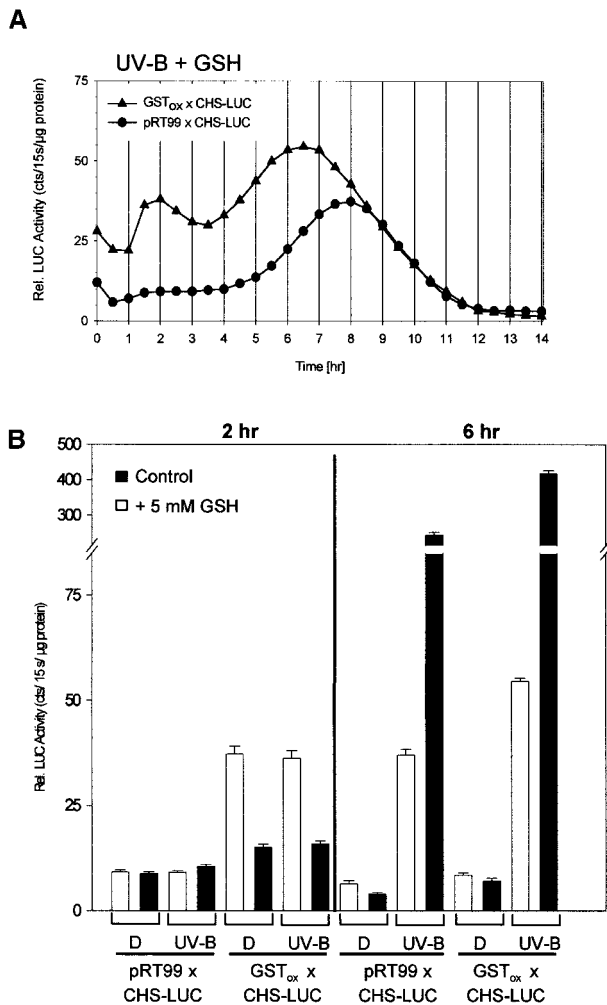 A
UV-B + GSH
75
50
25
0
Rel. LUC Activity (cts/15s/µg protein)
GSTOX x CHS-LUC
pRT99 x CHS-LUC
0 1 2 3 4 5 6 7 8 9 10 11 12 13 14
Time [hr]
B
2 hr 6 hr
500
400
300
75
50
25
0
Rel. LUC Activity (cts/ 15 s/ µg protein)
Control
+ 5 mM GSH
D UV-B D UV-B D UV-B D UV-B
pRT99 x GSTox x pRT99 x GSTox x
CHS-LUC CHS-LUC CHS-LUC CHS-LUC